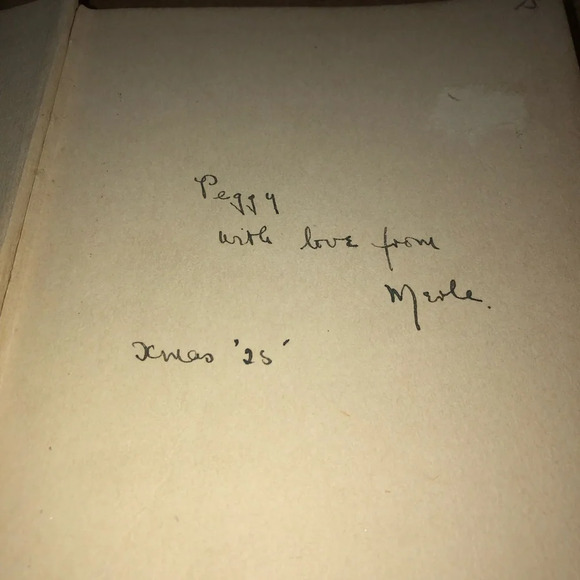 Peggy
with love from
Merle.
Xmas '25'